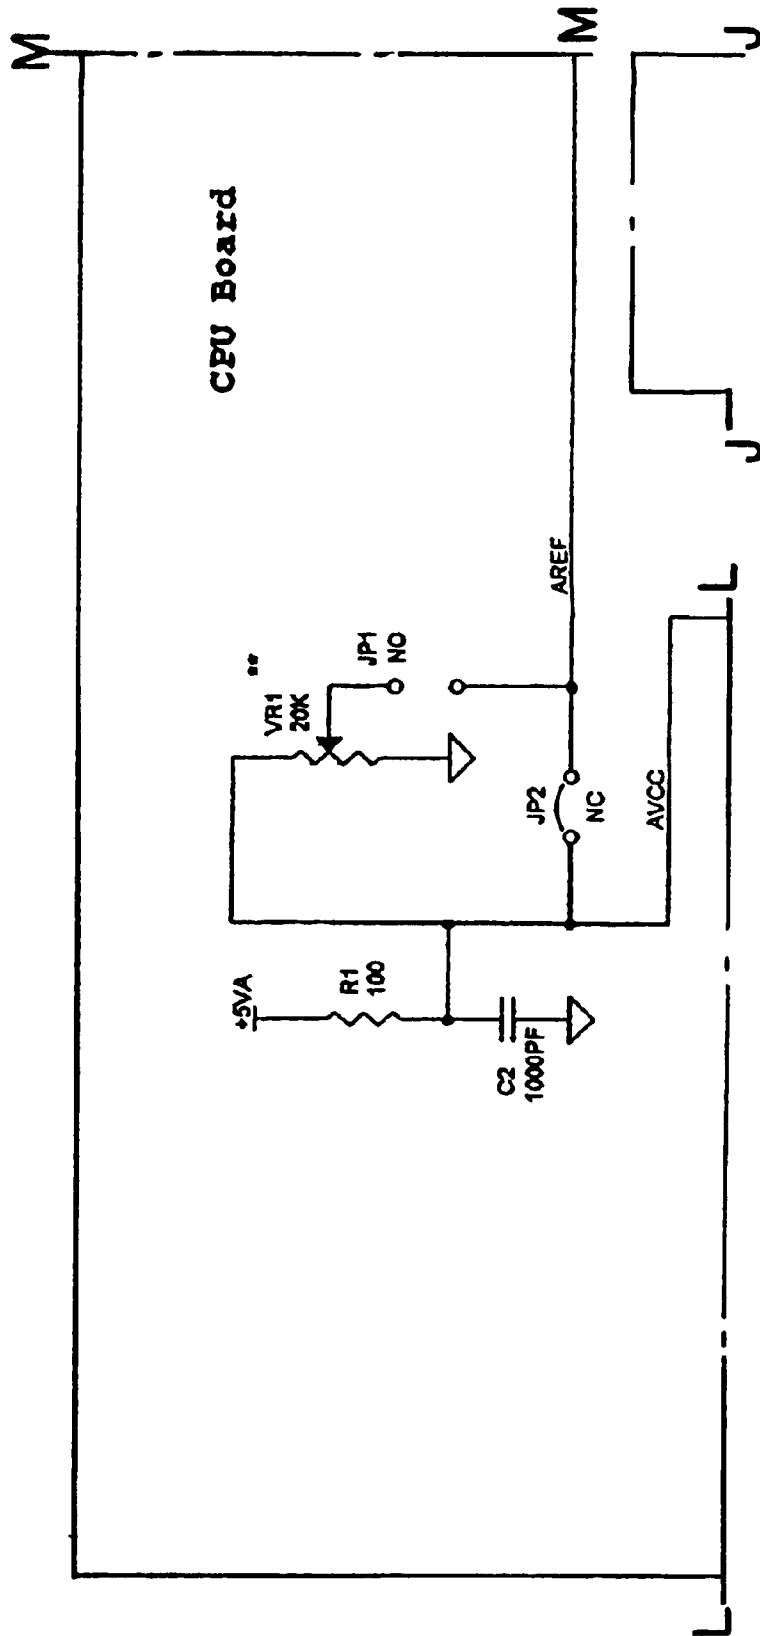 M
M
CPU Board
**
VR1
20K
JP1
NO
+5VA
R1
100
C2
1000PF
JP2
NC
AREF
AVCC
J
J
L
L